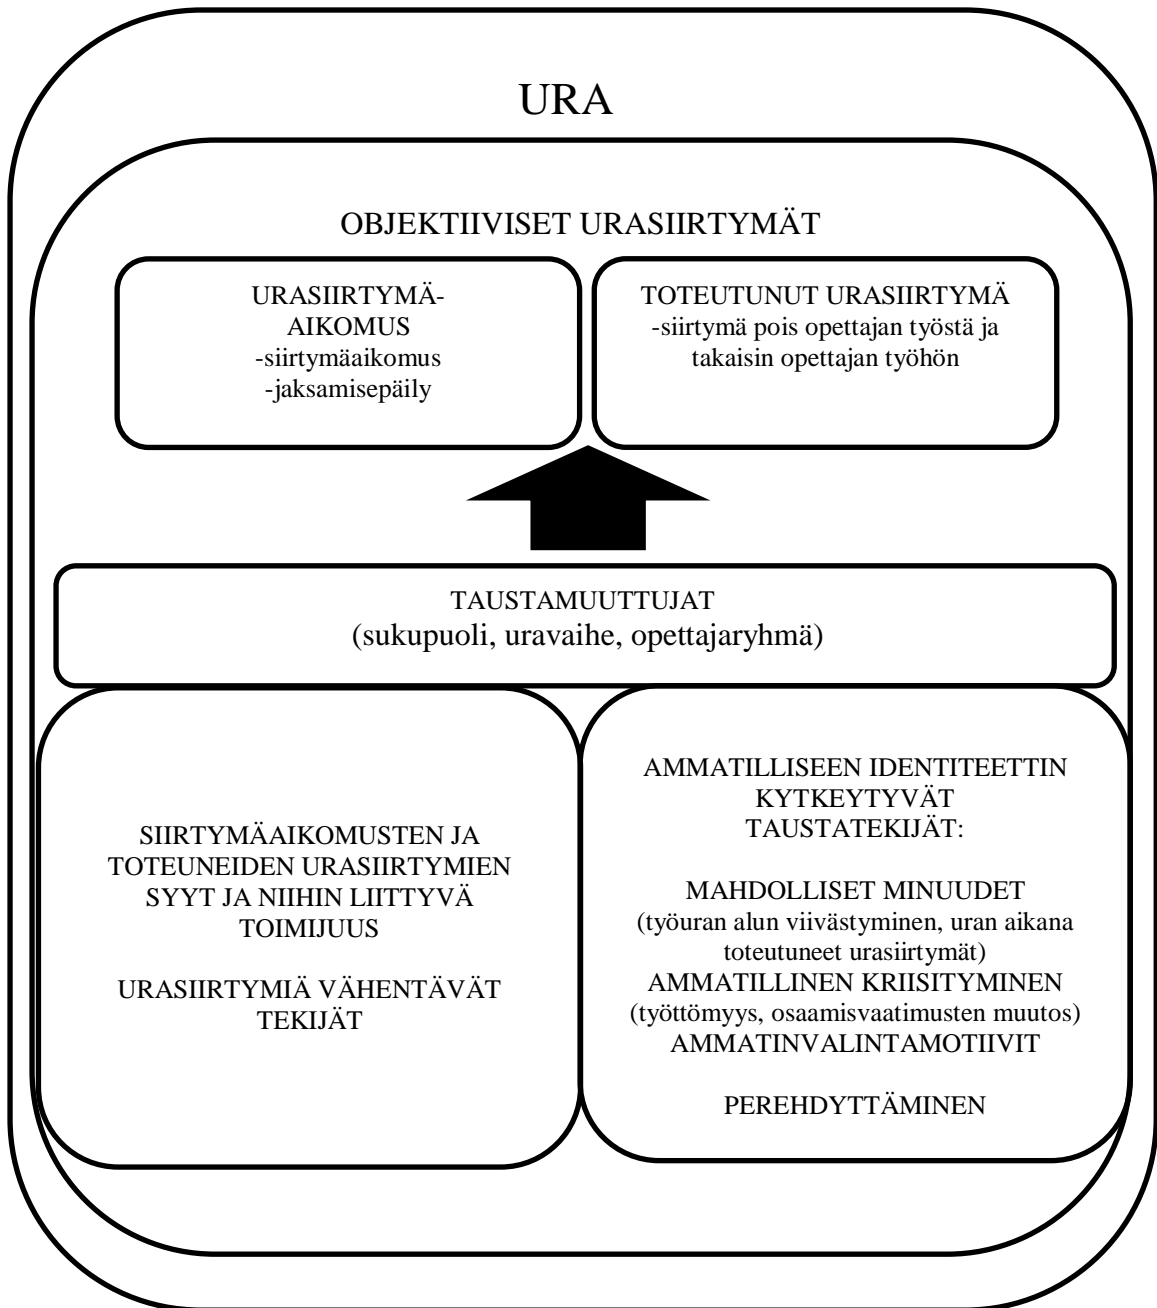 URA
OBJEKTIIVISET URASIIRTYMÄT
URASIIRTYMÄ-
AIKOMUS
-siirtymäaikomus
-jaksamisepäily
TOTEUTUNUT URASIIRTYMÄ
-siirtymä pois opettajan työstä ja
takaisin opettajan työhön
TAUSTAMUUTTUJAT
(sukupuoli, uravaihe, opettajaryhmä)
SIIRTYMÄAIKOMUSTEN JA
TOTEUNEIDEN URASIIRTYMIEN
SYYT JA NIIHIN LIITTYVÄ
TOIMIJUUS
URASIIRTYMIÄ VÄHENTÄVÄT
TEKIJÄT
AMMATILLISEEN IDENTITEETTIN
KYTKEYTYVÄT
TAUSTATEKIJÄT:
MAHDOLLISET MINUUDET
(työuran alun viivästyminen, uran aikana
toteutuneet urasiirtymät)
AMMATILLINEN KRIISITYMINEN
(työttömyys, osaamisvaatimusten muutos)
AMMATINVALINTAMOTIIVIT
PEREHDYTTÄMINEN